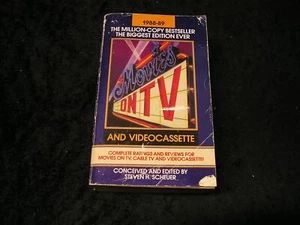 1988-89
THE MILLION-COPY BESTSELLER
THE BIGGEST EDITION EVER
Movies
ON TV
AND VIDEOCASSETTE
COMPLETE RATINGS AND REVIEWS FOR
MOVIES ON TV, CABLE TV AND VIDEOCASSETTE!
CONCEIVED AND EDITED BY
STEVEN H. SCHEUER